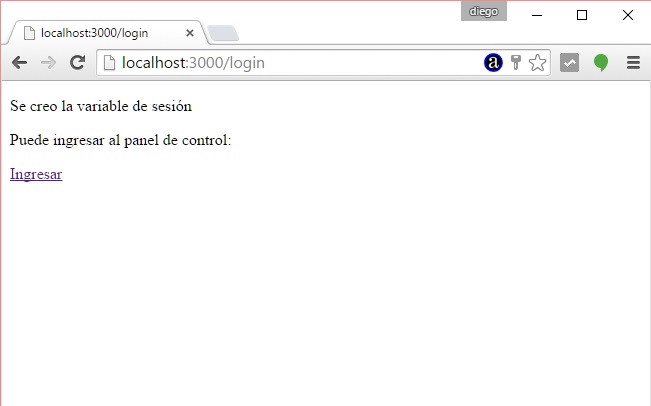 diego
localhost:3000/login
localhost:3000/login
a
Se creo la variable de sesión
Puede ingresar al panel de control:
Ingresar